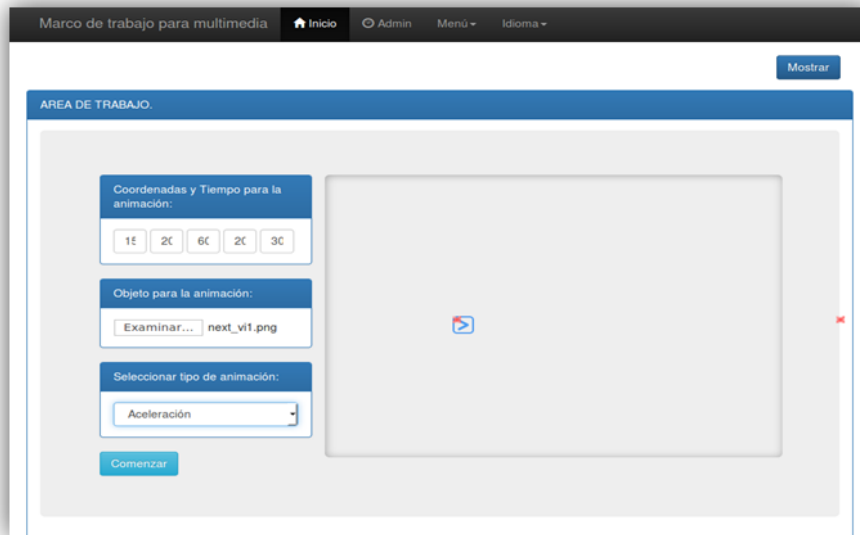 Marco de trabajo para multimedia Inicio Admin Menú Idioma
Mostrar
AREA DE TRABAJO.
Coordenadas y Tiempo para la
animación:
15 20 60 20 30
Objeto para la animación:
Examinar... next_vi1.png
Seleccionar tipo de animación:
Aceleración
Comenzar